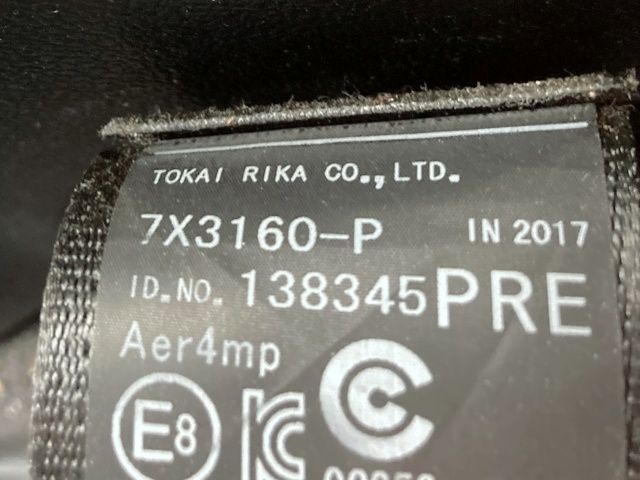 TOKAI RIKA CO.,LTD.
7X3160-P IN 2017
ID.NO. 138345PRE
Aer4mp
E8